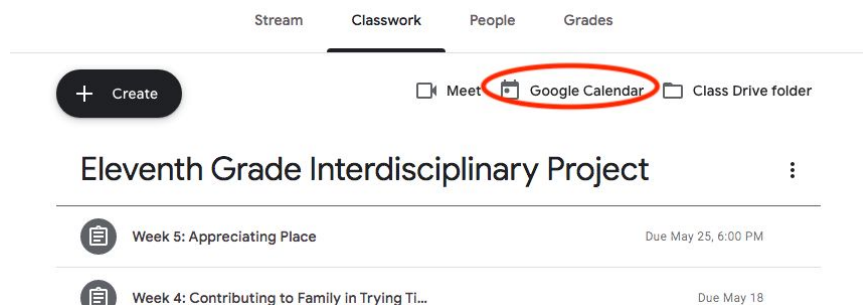 Stream Classwork People Grades
+ Create Meet Google Calendar Class Drive folder
Eleventh Grade Interdisciplinary Project
Week 5: Appreciating Place Due May 25, 6:00 PM
Week 4: Contributing to Family in Trying Ti... Due May 18